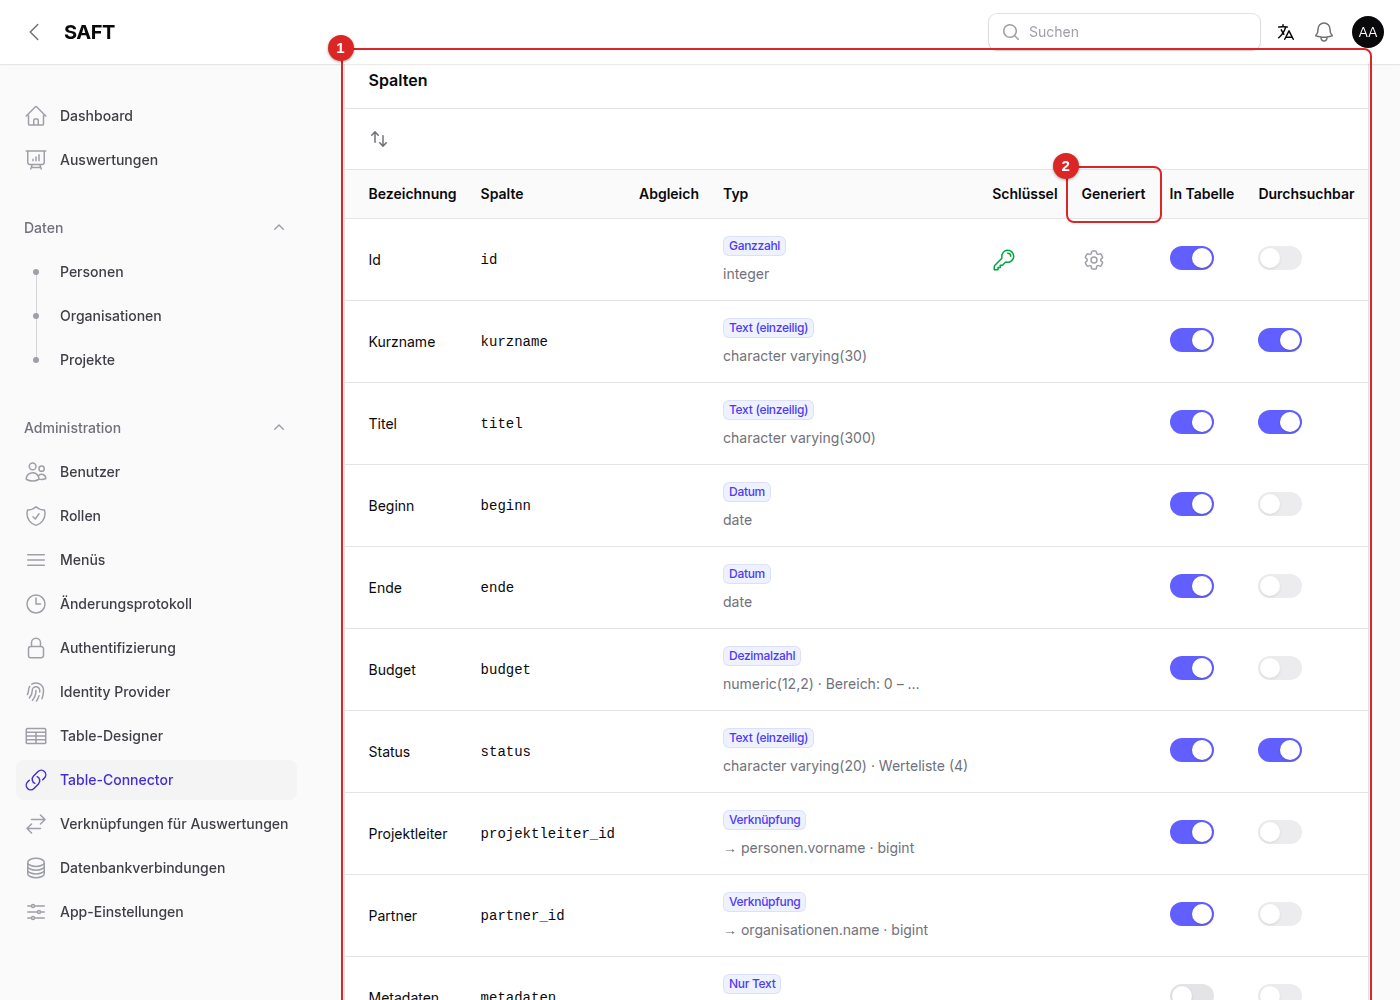 SAFT
Suchen
AA
1
Spalten
Dashboard
Auswertungen
Daten
Personen
Organisationen
Projekte
Administration
Benutzer
Rollen
Menüs
Änderungsprotokoll
Authentifizierung
Identity Provider
Table-Designer
Table-Connector
Verknüpfungen für Auswertungen
Datenbankverbindungen
App-Einstellungen
2
Bezeichnung Spalte Abgleich Typ Schlüssel Generiert In Tabelle Durchsuchbar
Id id Ganzzahl
integer
Kurzname kurzname Text (einzeilig)
character varying(30)
Titel titel Text (einzeilig)
character varying(300)
Beginn beginn Datum
date
Ende ende Datum
date
Budget budget Dezimalzahl
numeric(12,2) · Bereich: 0 – ...
Status status Text (einzeilig)
character varying(20) · Werteliste (4)
Projektleiter projektleiter_id Verknüpfung
→ personen.vorname · bigint
Partner partner_id Verknüpfung
→ organisationen.name · bigint
Metadaten metadaten Nur Text